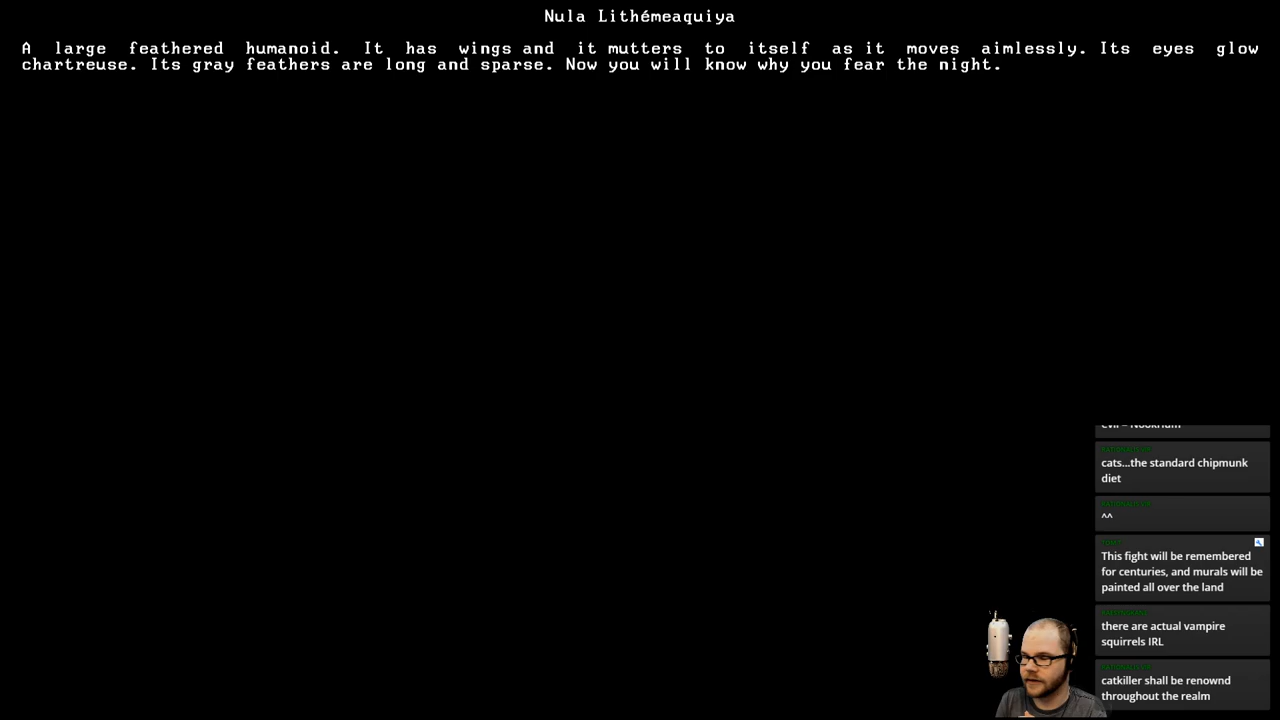 Nula Lithémeaquiya
A large feathered humanoid. It has wings and it mutters to itself as it moves aimlessly. Its eyes glow
chartreuse. Its gray feathers are long and sparse. Now you will know why you fear the night.
cats...the standard chipmunk
diet
^^
This fight will be remembered
for centuries, and murals will be
painted all over the land
there are actual vampire
squirrels IRL
catkiller shall be renownd
throughout the realm